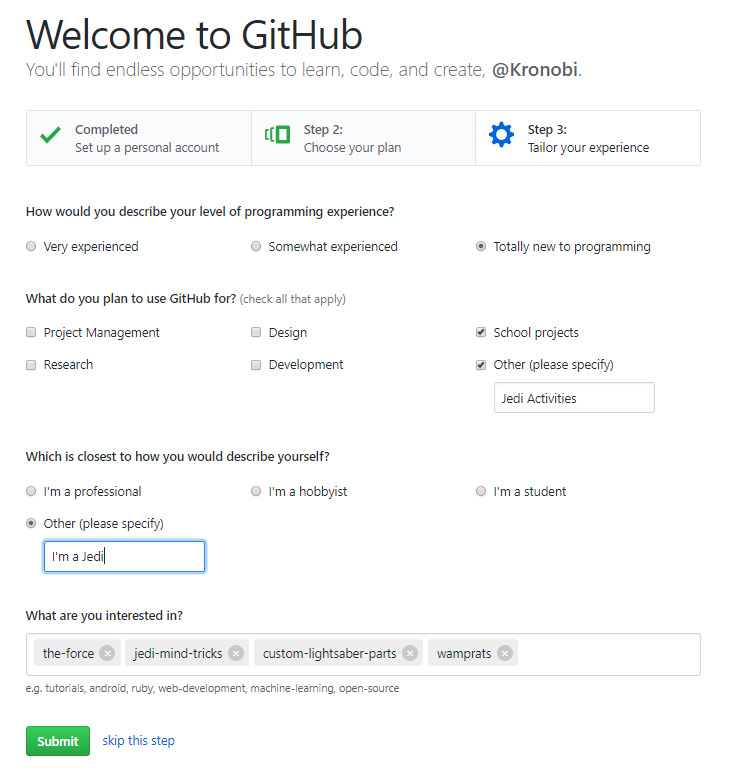 Welcome to GitHub
You'll find endless opportunities to learn, code, and create, @Kronobi.
Completed
Set up a personal account
Step 2:
Choose your plan
Step 3:
Tailor your experience
How would you describe your level of programming experience?
Very experienced
Somewhat experienced
Totally new to programming
What do you plan to use GitHub for? (check all that apply)
Project Management
Design
School projects
Research
Development
Other (please specify)
Jedi Activities
Which is closest to how you would describe yourself?
I'm a professional
I'm a hobbyist
I'm a student
Other (please specify)
I'm a Jedi
What are you interested in?
the-force
jedi-mind-tricks
custom-lightsaber-parts
wamprats
e.g. tutorials, android, ruby, web-development, machine-learning, open-source
Submit
skip this step